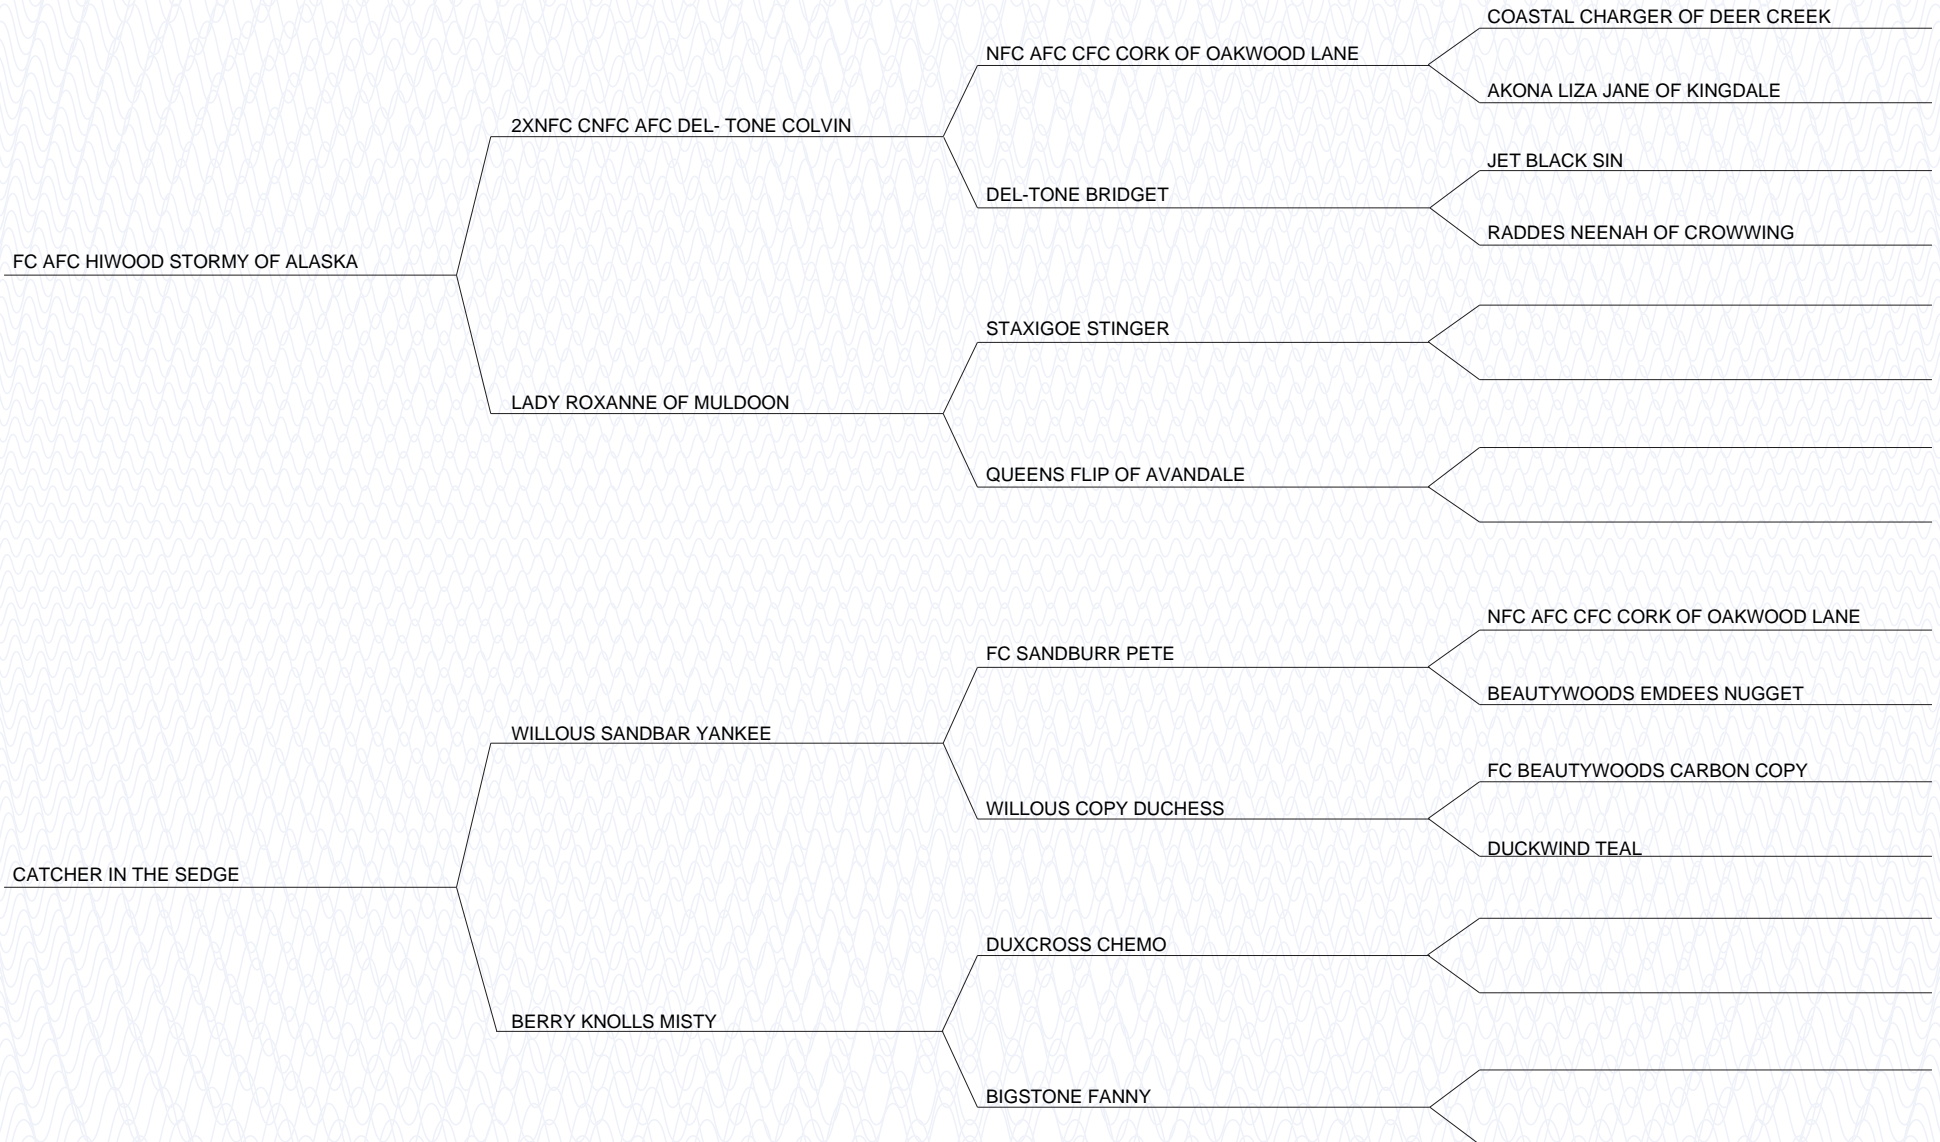 COASTAL CHARGER OF DEER CREEK
NFC AFC CFC CORK OF OAKWOOD LANE
AKONA LIZA JANE OF KINGDALE
2XNFC CNFC AFC DEL- TONE COLVIN
JET BLACK SIN
DEL-TONE BRIDGET
RADDES NEENAH OF CROWWING
FC AFC HIWOOD STORMY OF ALASKA
STAXIGOE STINGER
LADY ROXANNE OF MULDOON
QUEENS FLIP OF AVANDALE
NFC AFC CFC CORK OF OAKWOOD LANE
FC SANDBURR PETE
BEAUTYWOODS EMDEES NUGGET
WILLOUS SANDBAR YANKEE
FC BEAUTYWOODS CARBON COPY
WILLOUS COPY DUCHESS
DUCKWIND TEAL
CATCHER IN THE SEDGE
DUXCROSS CHEMO
BERRY KNOLLS MISTY
BIGSTONE FANNY